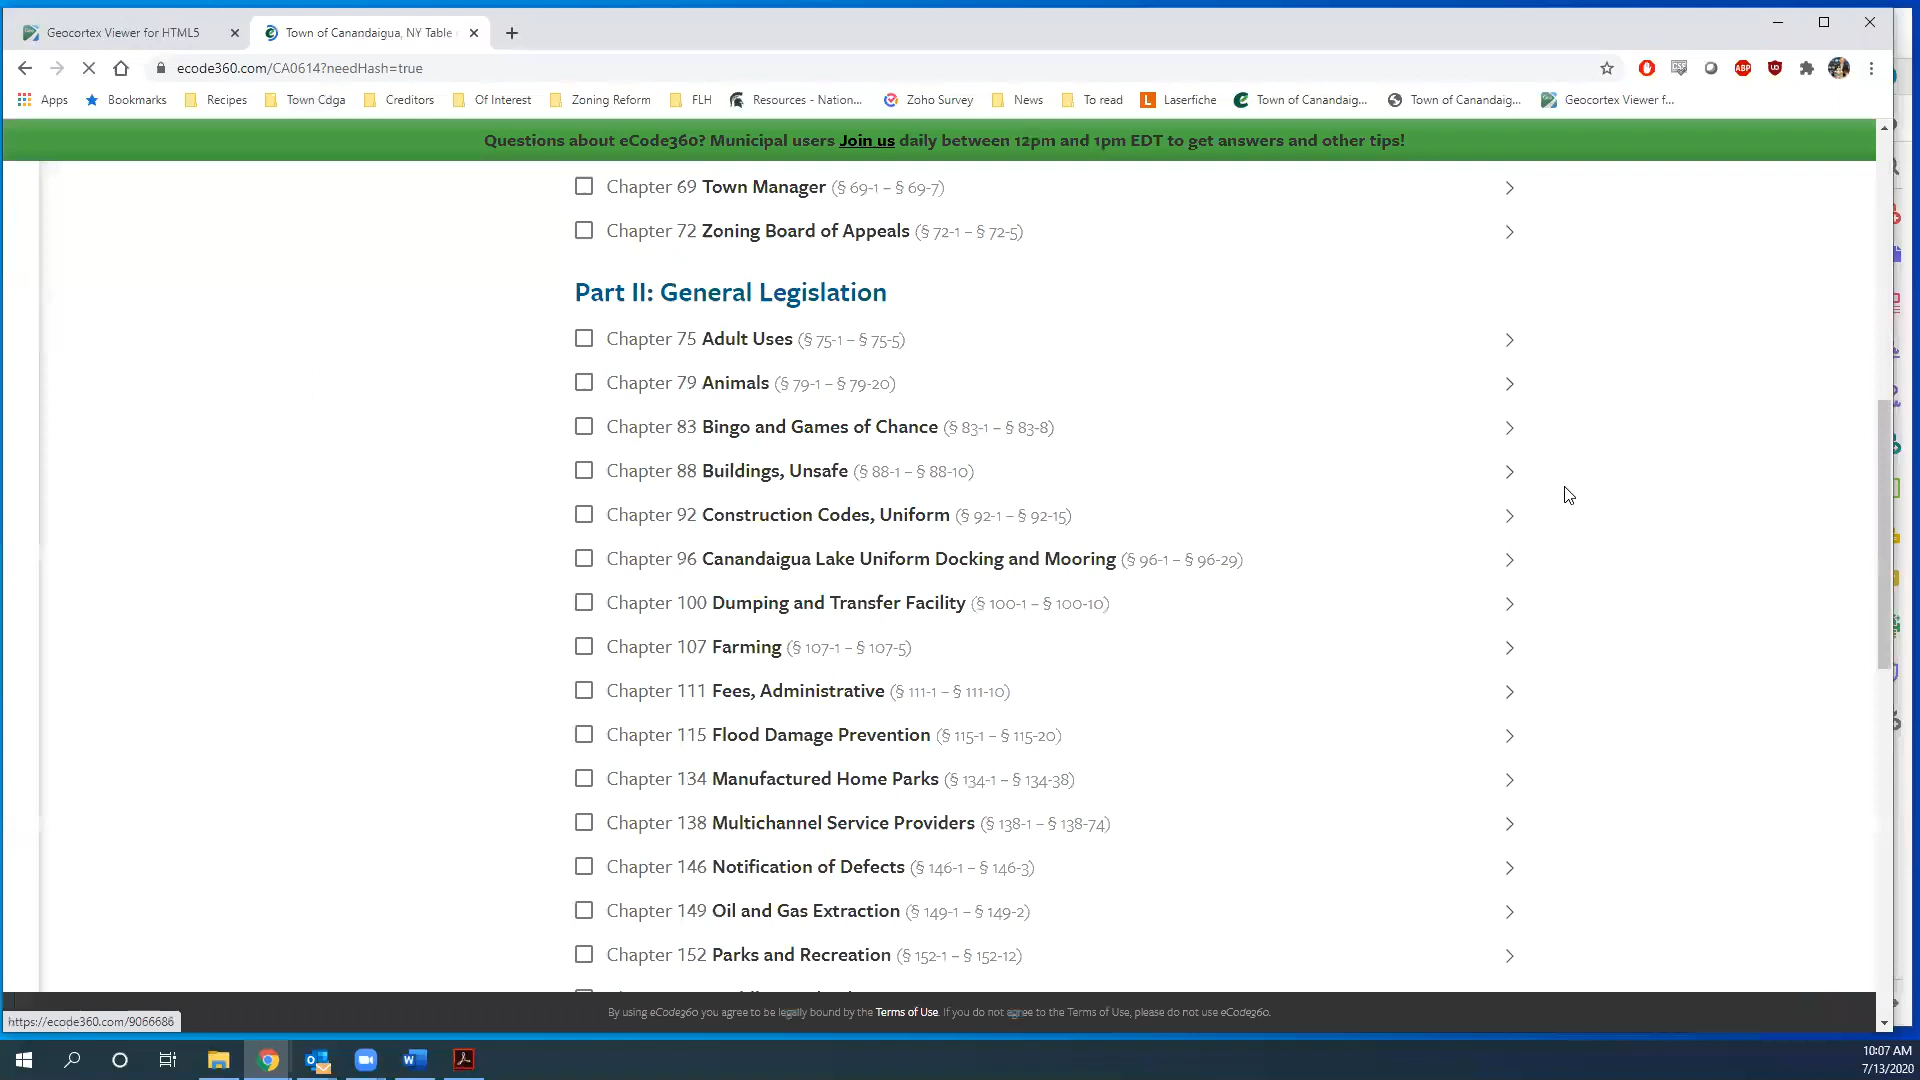 Geocortex Viewer for HTML5
Town of Canandaigua, NY Table
ecode360.com/CA0614?needHash=true
Apps Bookmarks Recipes Town Cdga Creditors Of Interest Zoning Reform FLH Resources - Nation... Zoho Survey News To read Laserfiche Town of Canandaig... Town of Canandaig... Geocortex Viewer f...
Questions about eCode360? Municipal users Join us daily between 12pm and 1pm EDT to get answers and other tips!
Chapter 69 Town Manager (§ 69-1 – § 69-7)
Chapter 72 Zoning Board of Appeals (§ 72-1 – § 72-5)
Part II: General Legislation
Chapter 75 Adult Uses (§ 75-1 – § 75-5)
Chapter 79 Animals (§ 79-1 – § 79-20)
Chapter 83 Bingo and Games of Chance (§ 83-1 – § 83-8)
Chapter 88 Buildings, Unsafe (§ 88-1 – § 88-10)
Chapter 92 Construction Codes, Uniform (§ 92-1 – § 92-15)
Chapter 96 Canandaigua Lake Uniform Docking and Mooring (§ 96-1 – § 96-29)
Chapter 100 Dumping and Transfer Facility (§ 100-1 – § 100-10)
Chapter 107 Farming (§ 107-1 – § 107-5)
Chapter 111 Fees, Administrative (§ 111-1 – § 111-10)
Chapter 115 Flood Damage Prevention (§ 115-1 – § 115-20)
Chapter 134 Manufactured Home Parks (§ 134-1 – § 134-38)
Chapter 138 Multichannel Service Providers (§ 138-1 – § 138-74)
Chapter 146 Notification of Defects (§ 146-1 – § 146-3)
Chapter 149 Oil and Gas Extraction (§ 149-1 – § 149-2)
Chapter 152 Parks and Recreation (§ 152-1 – § 152-12)
By using eCode360 you agree to be legally bound by the Terms of Use. If you do not agree to the Terms of Use, please do not use eCode360.
https://ecode360.com/9066686
10:07 AM
7/13/2020